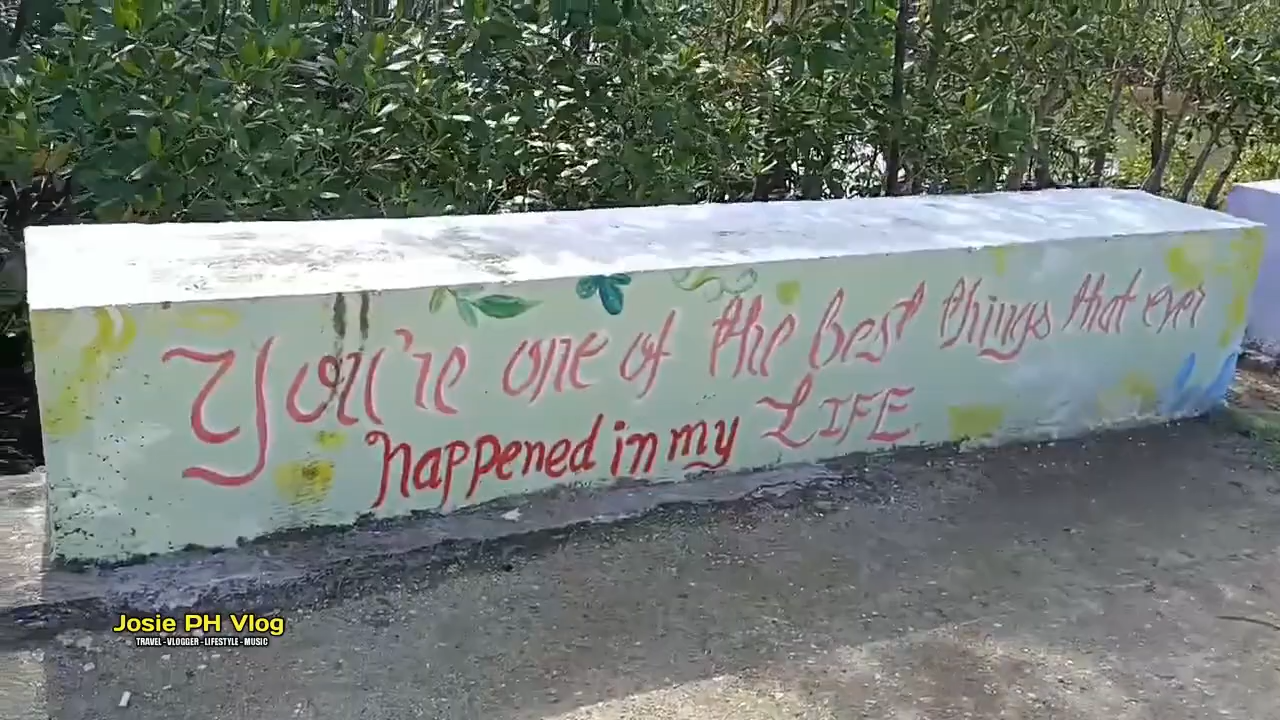 You're one of the best things that ever
happened in my LIFE
Josie PH Vlog
TRAVEL - VLOGGER - LIFESTYLE - MUSIC